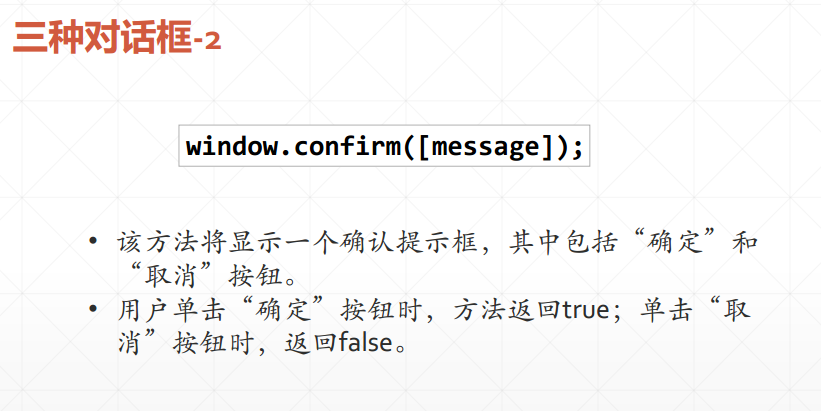 三种对话框-2
window.confirm([message]);
• 该方法将显示一个确认提示框，其中包括“确定”和
“取消”按钮。
• 用户单击“确定”按钮时，方法返回true；单击“取
消”按钮时，返回false。